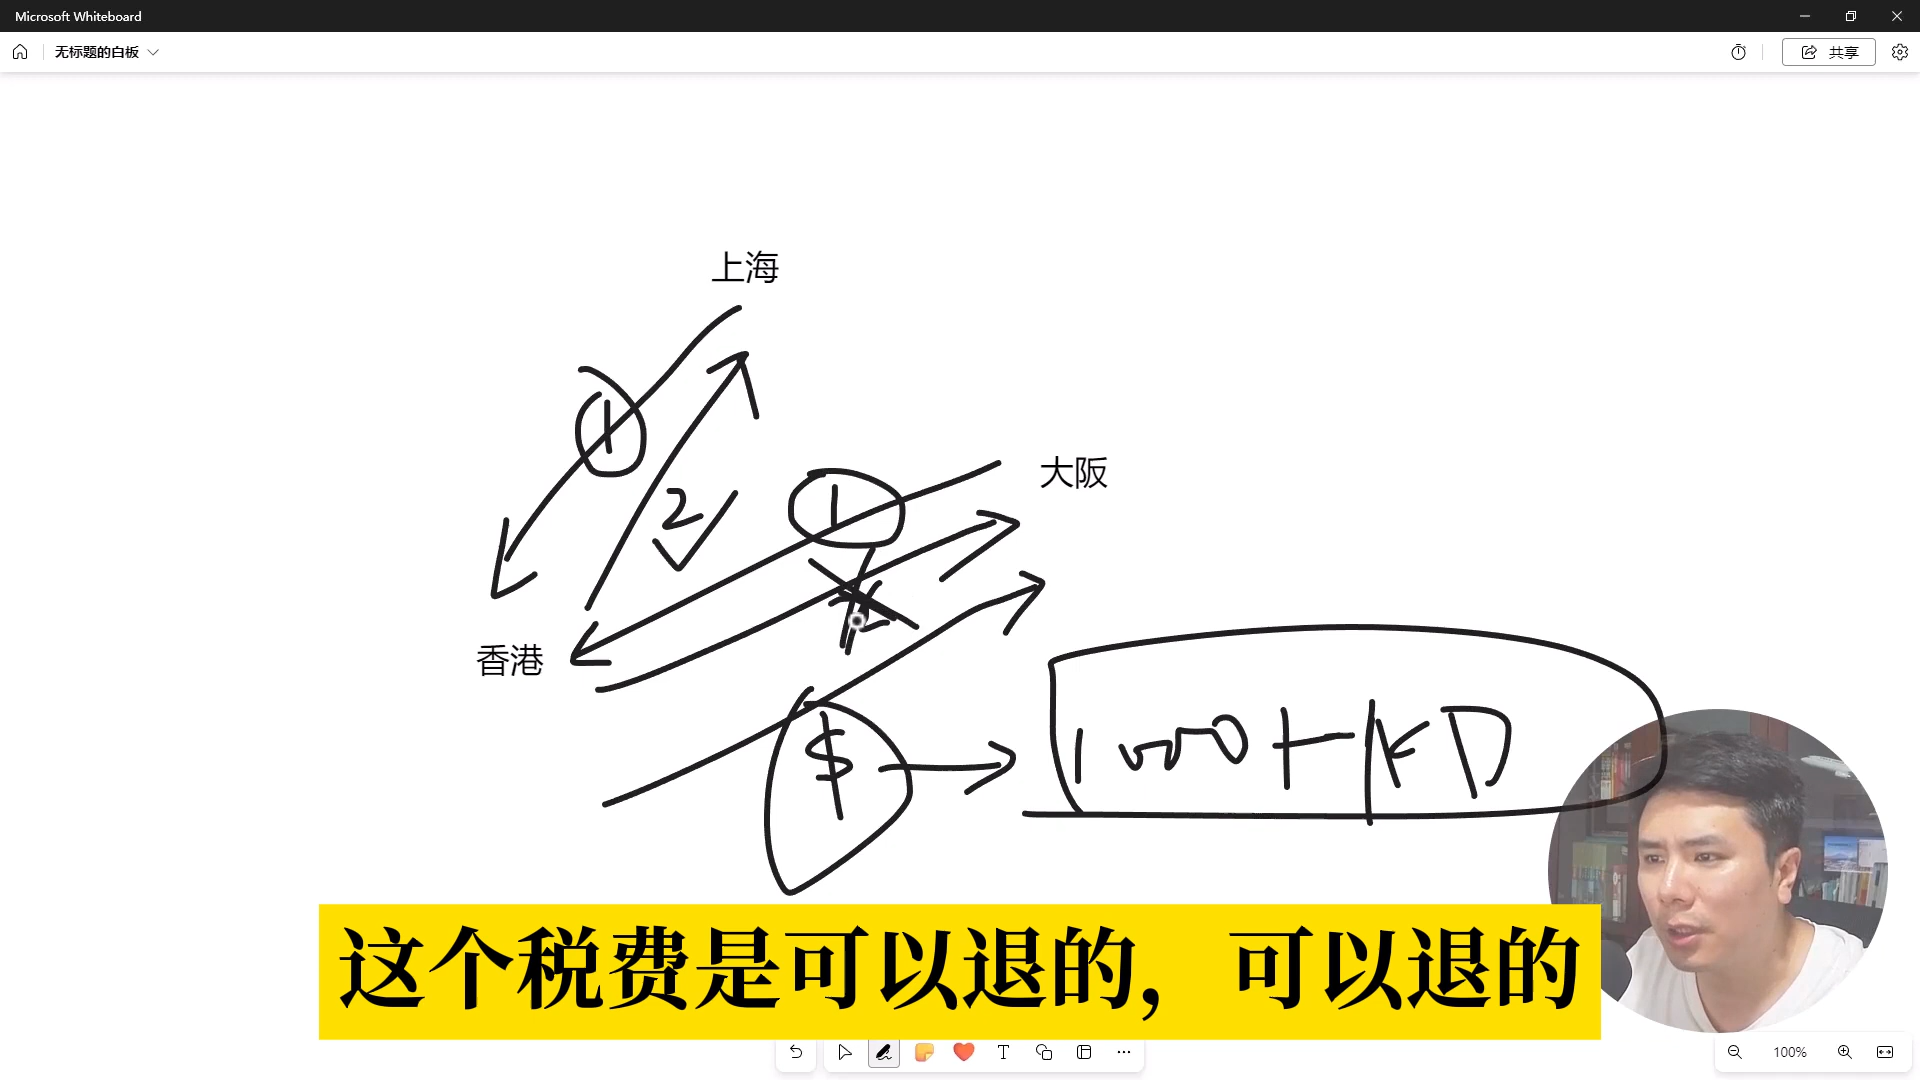 Microsoft Whiteboard
无标题的白板
共享
上海
1
大阪
2
1
香港
$
1000+HKD
这个税费是可以退的，可以退的
T
100%